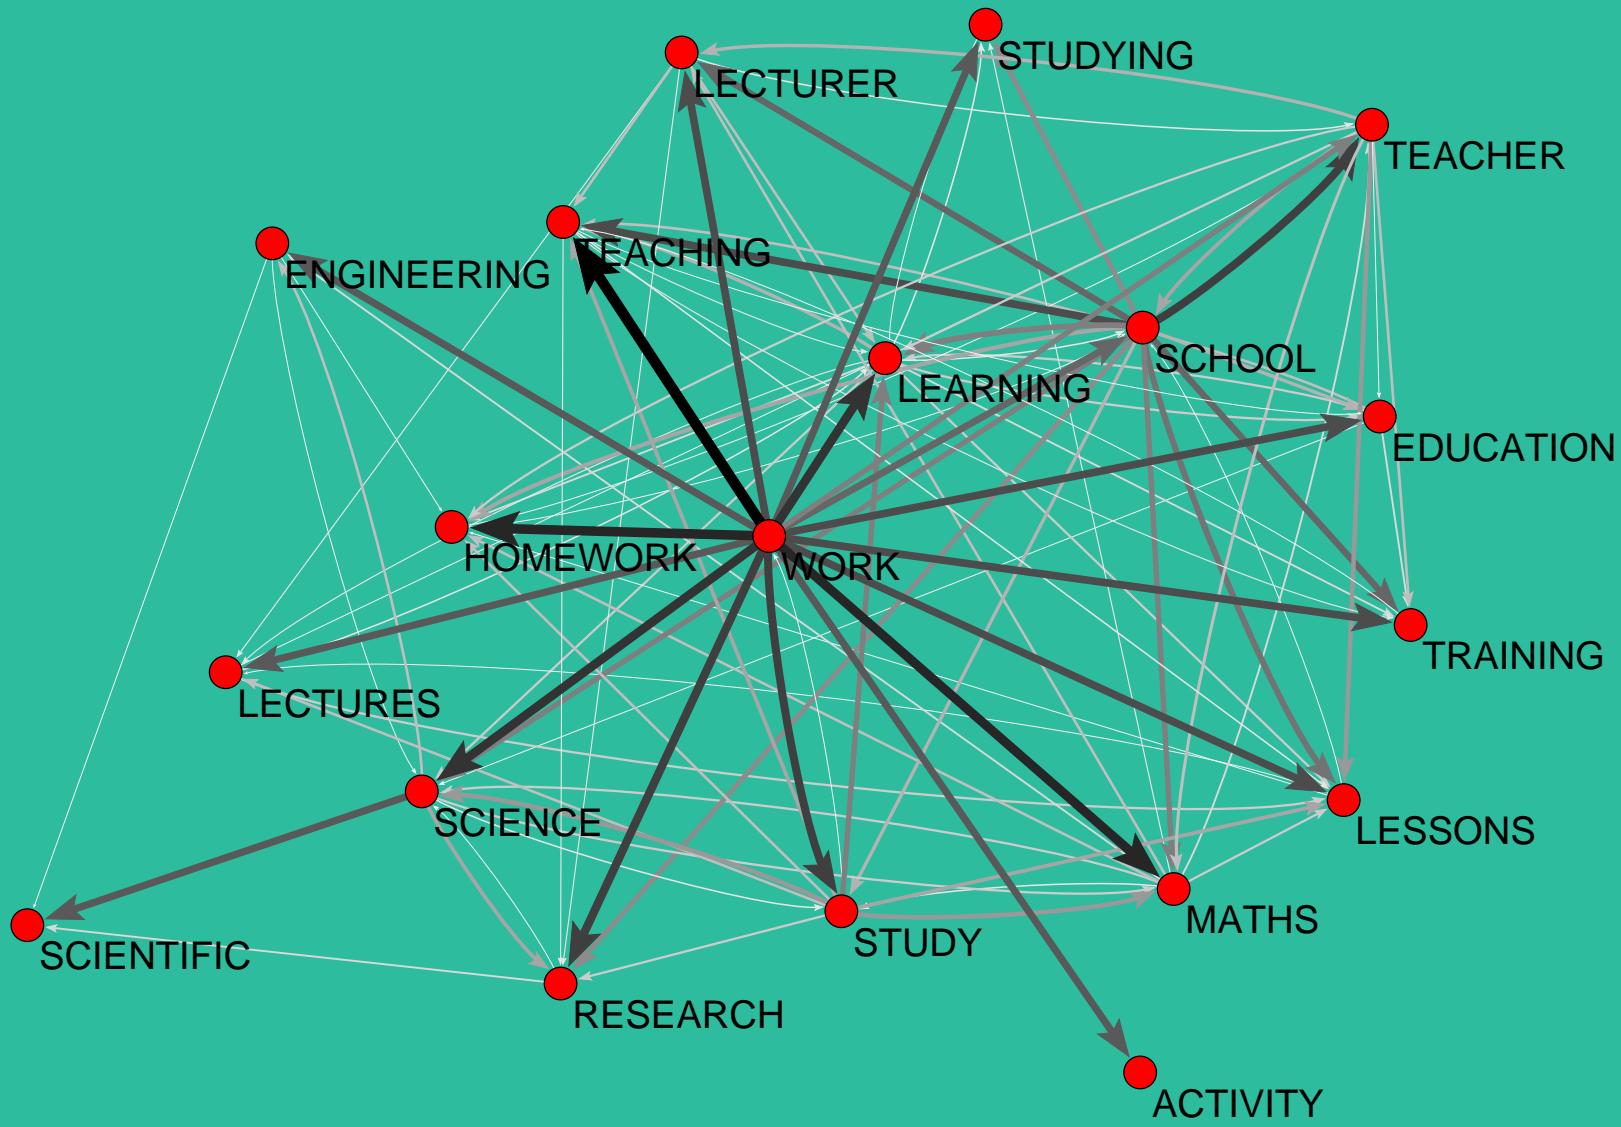 STUDYING
LECTURER
TEACHER
TEACHING
ENGINEERING
SCHOOL
LEARNING
EDUCATION
HOMEWORK
WORK
TRAINING
LECTURES
SCIENCE
LESSONS
MATHS
STUDY
SCIENTIFIC
RESEARCH
ACTIVITY